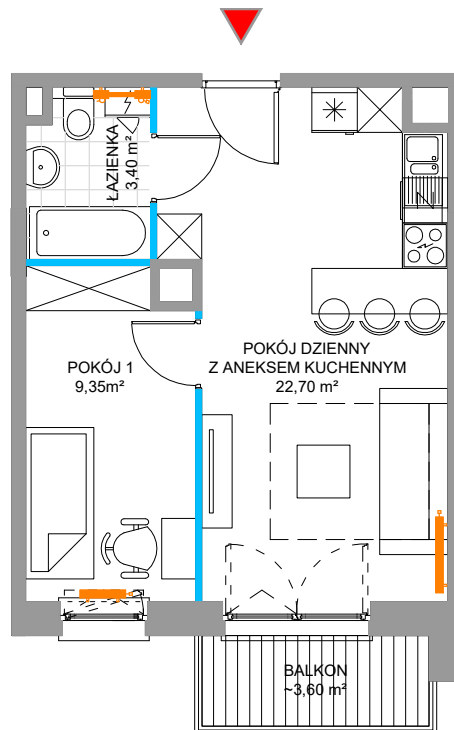 ŁAZIENKA
3,40 m²
POKÓJ 1
9,35m²
POKÓJ DZIENNY
Z ANEKSEM KUCHENNYM
22,70 m²
BALKON
~3,60 m²